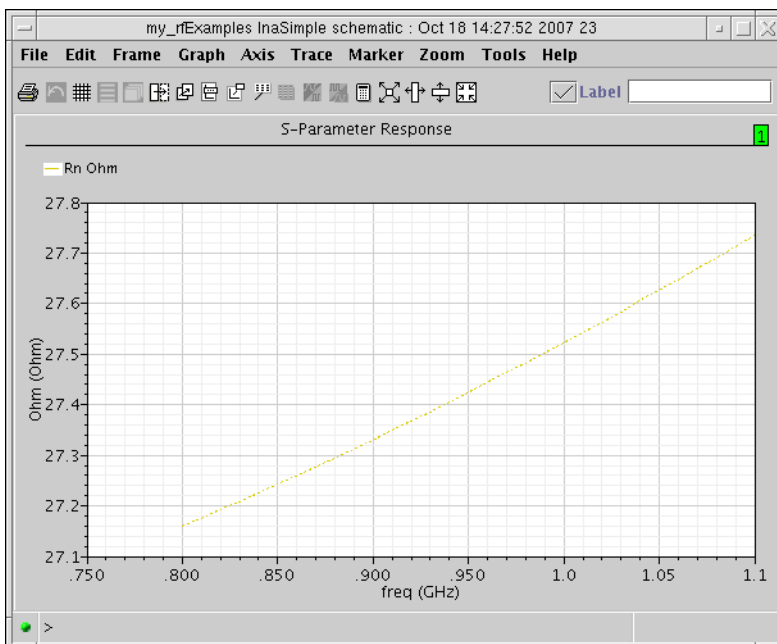 my_rfExamples lnaSimple schematic : Oct 18 14:27:52 2007 23
File Edit Frame Graph Axis Trace Marker Zoom Tools Help
Label
S-Parameter Response
1
Rn Ohm
27.8
27.7
27.6
27.5
27.4
27.3
27.2
27.1
Ohm (Ohm)
.750 .800 .850 .900 .950 1.0 1.05 1.1
freq (GHz)
>